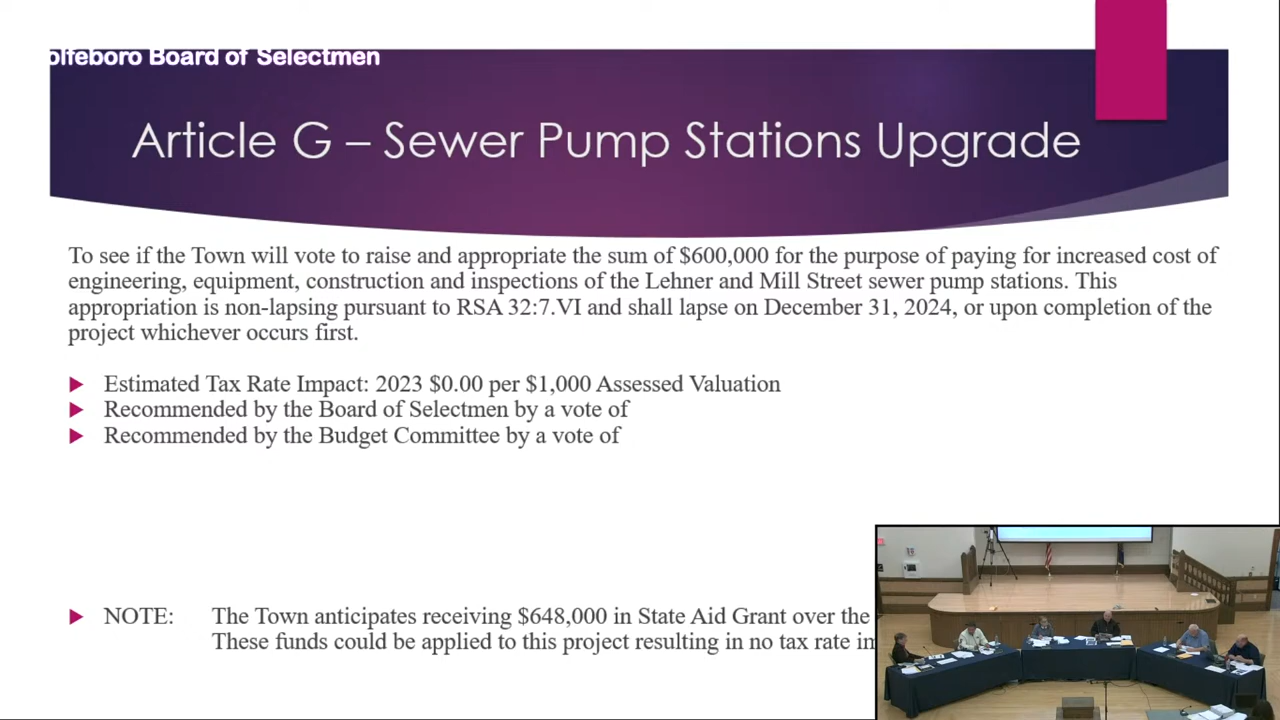 olfeboro Board of Selectmen
Article G – Sewer Pump Stations Upgrade
To see if the Town will vote to raise and appropriate the sum of $600,000 for the purpose of paying for increased cost of
engineering, equipment, construction and inspections of the Lehner and Mill Street sewer pump stations. This
appropriation is non-lapsing pursuant to RSA 32:7.VI and shall lapse on December 31, 2024, or upon completion of the
project whichever occurs first.
Estimated Tax Rate Impact: 2023 $0.00 per $1,000 Assessed Valuation
Recommended by the Board of Selectmen by a vote of
Recommended by the Budget Committee by a vote of
NOTE: The Town anticipates receiving $648,000 in State Aid Grant over the
These funds could be applied to this project resulting in no tax rate im